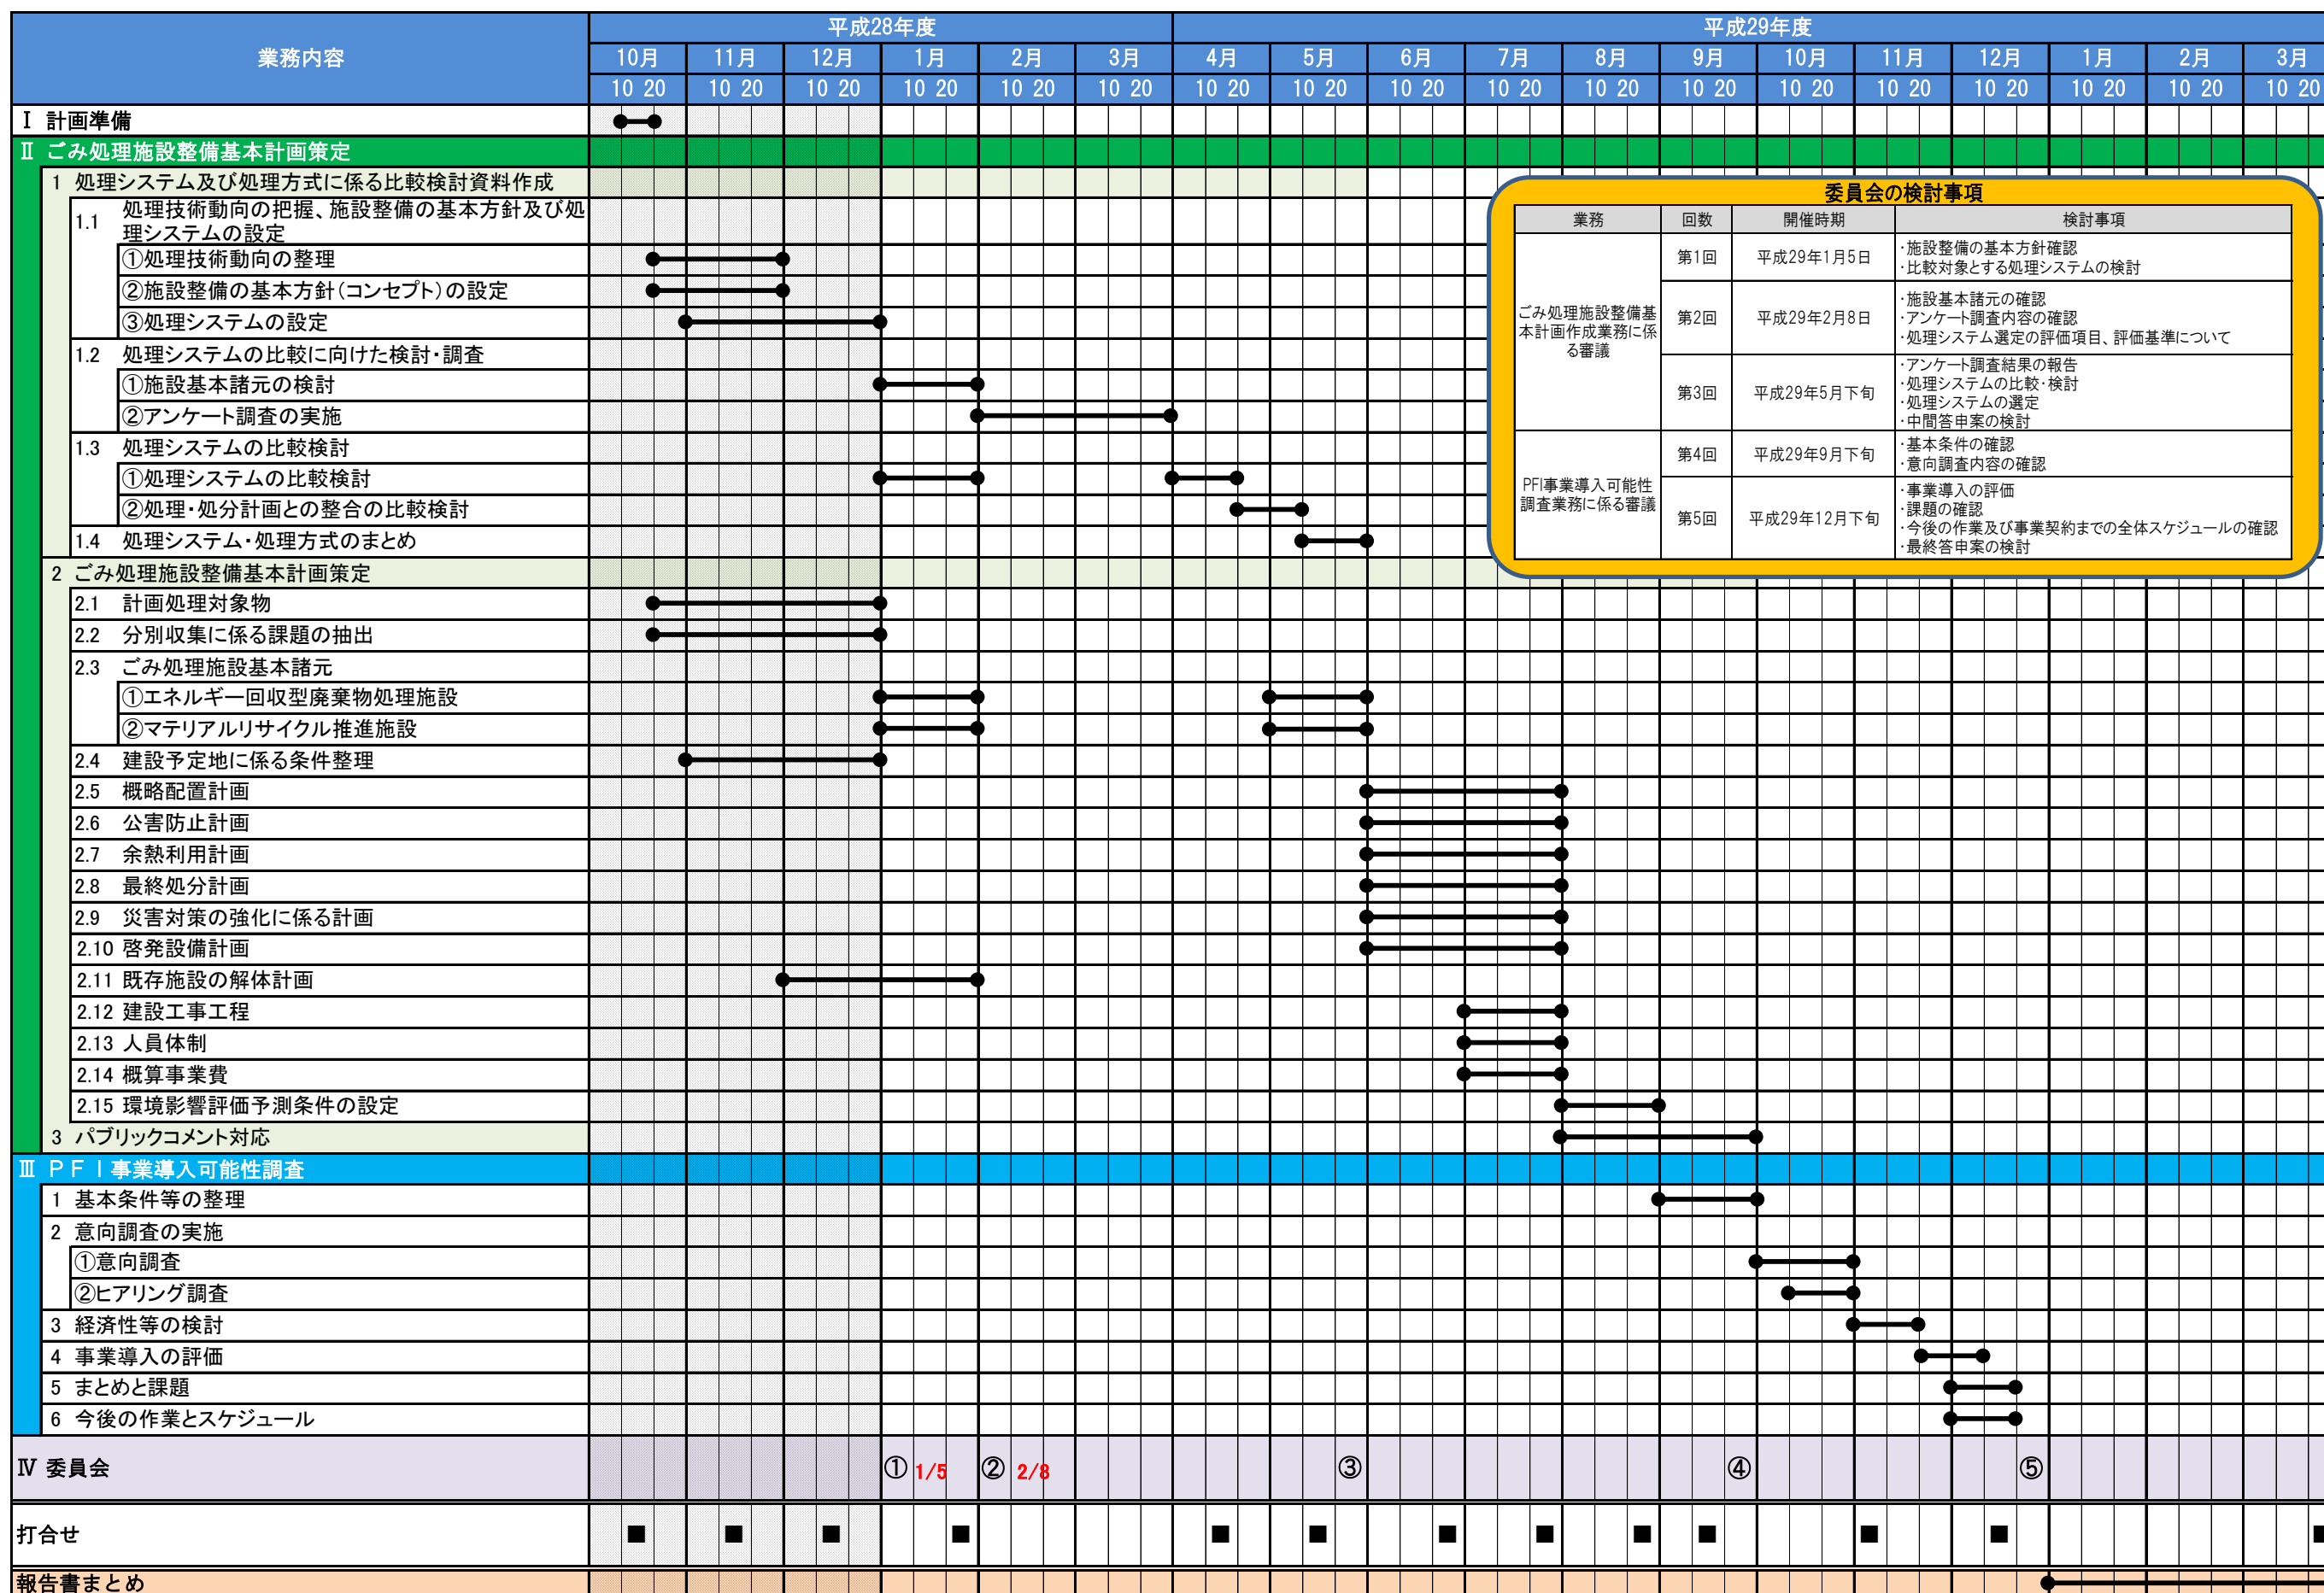 業務内容
平成28年度
平成29年度
10月 11月 12月 1月 2月 3月 4月 5月 6月 7月 8月 9月 10月 11月 12月 1月 2月 3月
10 20 10 20 10 20 10 20 10 20 10 20 10 20 10 20 10 20 10 20 10 20 10 20 10 20 10 20 10 20 10 20 10 20 10 20
Ⅰ 計画準備
Ⅱ ごみ処理施設整備基本計画策定
1 処理システム及び処理方式に係る比較検討資料作成
1.1 処理技術動向の把握、施設整備の基本方針及び処
理システムの設定
①処理技術動向の整理
②施設整備の基本方針(コンセプト)の設定
③処理システムの設定
1.2 処理システムの比較に向けた検討・調査
①施設基本諸元の検討
②アンケート調査の実施
1.3 処理システムの比較検討
①処理システムの比較検討
②処理・処分計画との整合の比較検討
1.4 処理システム・処理方式のまとめ
2 ごみ処理施設整備基本計画策定
2.1 計画処理対象物
2.2 分別収集に係る課題の抽出
2.3 ごみ処理施設基本諸元
①エネルギー回収型廃棄物処理施設
②マテリアルリサイクル推進施設
2.4 建設予定地に係る条件整理
2.5 概略配置計画
2.6 公害防止計画
2.7 余熱利用計画
2.8 最終処分計画
2.9 災害対策の強化に係る計画
2.10 啓発設備計画
2.11 既存施設の解体計画
2.12 建設工事工程
2.13 人員体制
2.14 概算事業費
2.15 環境影響評価予測条件の設定
3 パブリックコメント対応
Ⅲ PFI事業導入可能性調査
1 基本条件等の整理
2 意向調査の実施
①意向調査
②ヒアリング調査
3 経済性等の検討
4 事業導入の評価
5 まとめと課題
6 今後の作業とスケジュール
Ⅳ 委員会
① 1/5 ② 2/8 ③ ④ ⑤
打合せ
■ ■ ■ ■ ■ ■ ■ ■ ■ ■ ■ ■ ■
報告書まとめ
委員会の検討事項
業務 回数 開催時期 検討事項
ごみ処理施設整備基
本計画作成業務に係
る審議
第1回 平成29年1月5日
・施設整備の基本方針確認
・比較対象とする処理システムの検討
第2回 平成29年2月8日
・施設基本諸元の確認
・アンケート調査内容の確認
・処理システム選定の評価項目、評価基準について
第3回 平成29年5月下旬
・アンケート調査結果の報告
・処理システムの比較・検討
・処理システムの選定
・中間答申案の検討
PFI事業導入可能性
調査業務に係る審議
第4回 平成29年9月下旬
・基本条件の確認
・意向調査内容の確認
第5回 平成29年12月下旬
・事業導入の評価
・課題の確認
・今後の作業及び事業契約までの全体スケジュールの確認
・最終答申案の検討